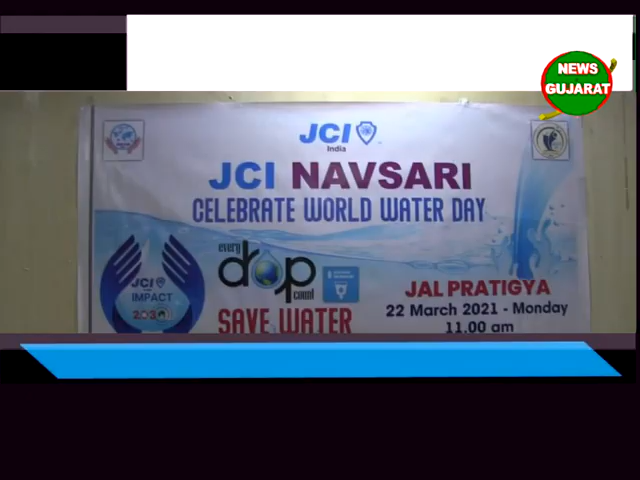 NEWS
GUJARAT
JCI
India
JCI NAVSARI
CELEBRATE WORLD WATER DAY
every
drop
count
JCI
IMPACT
SAVE WATER
JAL PRATIGYA
22 March 2021 - Monday
11.00 am